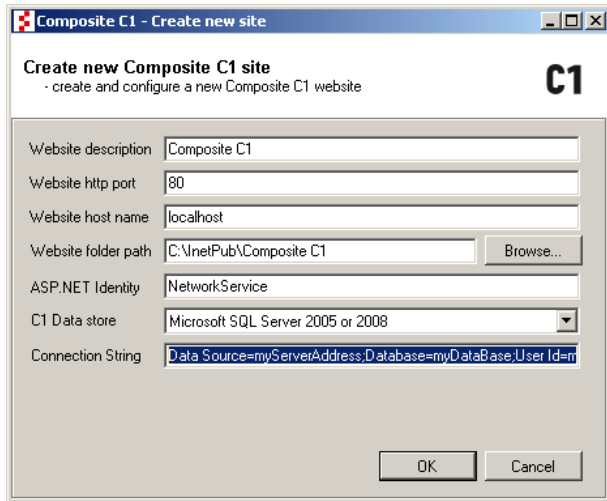 Composite C1 - Create new site
Create new Composite C1 site
- create and configure a new Composite C1 website
C1
Website description Composite C1
Website http port 80
Website host name localhost
Website folder path C:\InetPub\Composite C1 Browse...
ASP.NET Identity NetworkService
C1 Data store Microsoft SQL Server 2005 or 2008
Connection String Data Source=myServerAddress;Database=myDataBase;User Id=m
OK Cancel